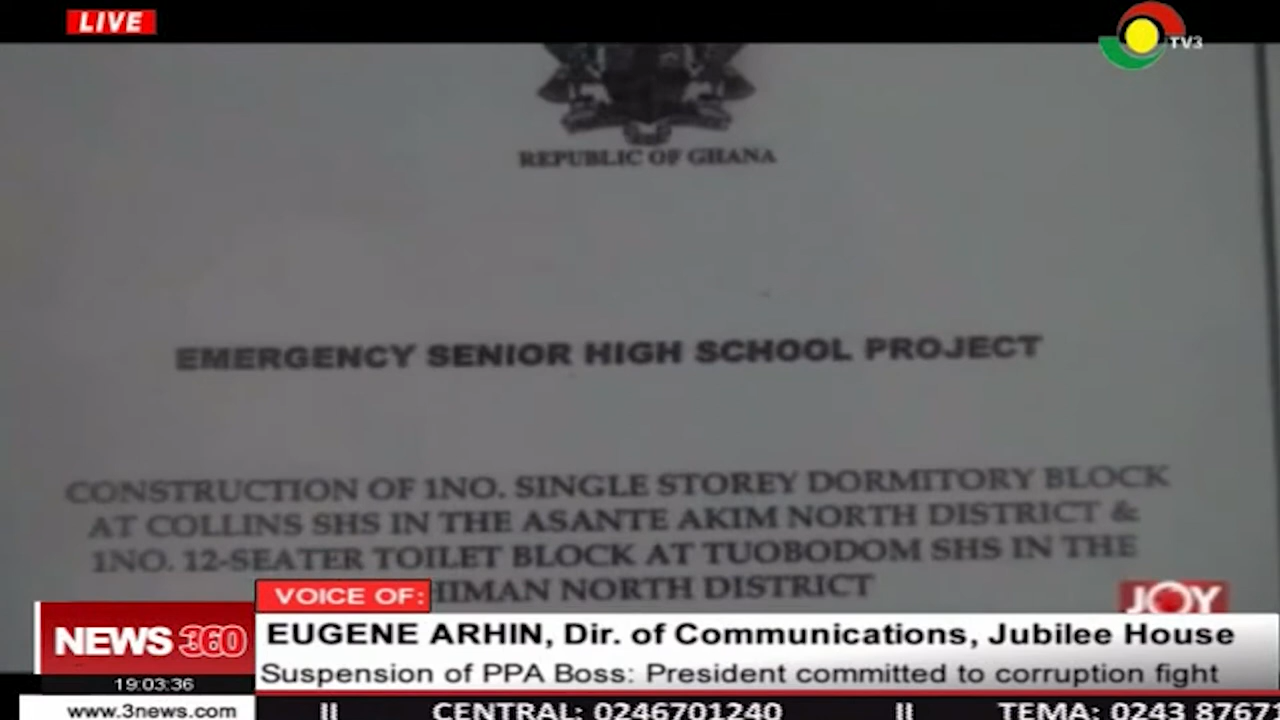 LIVE
TV3
REPUBLIC OF GHANA
EMERGENCY SENIOR HIGH SCHOOL PROJECT
CONSTRUCTION OF 1NO. SINGLE STOREY DORMITORY BLOCK
AT COLLINS SHS IN THE ASANTE AKIM NORTH DISTRICT &
1NO. 12-SEATER TOILET BLOCK AT TUOBODOM SHS IN THE
NORTH DISTRICT
VOICE OF:
JOY
NEWS 360
EUGENE ARHIN, Dir. of Communications, Jubilee House
Suspension of PPA Boss: President committed to corruption fight
19:03:36
www.3news.com
|| CENTRAL: 0246701240 || TEMA: 0243 8767